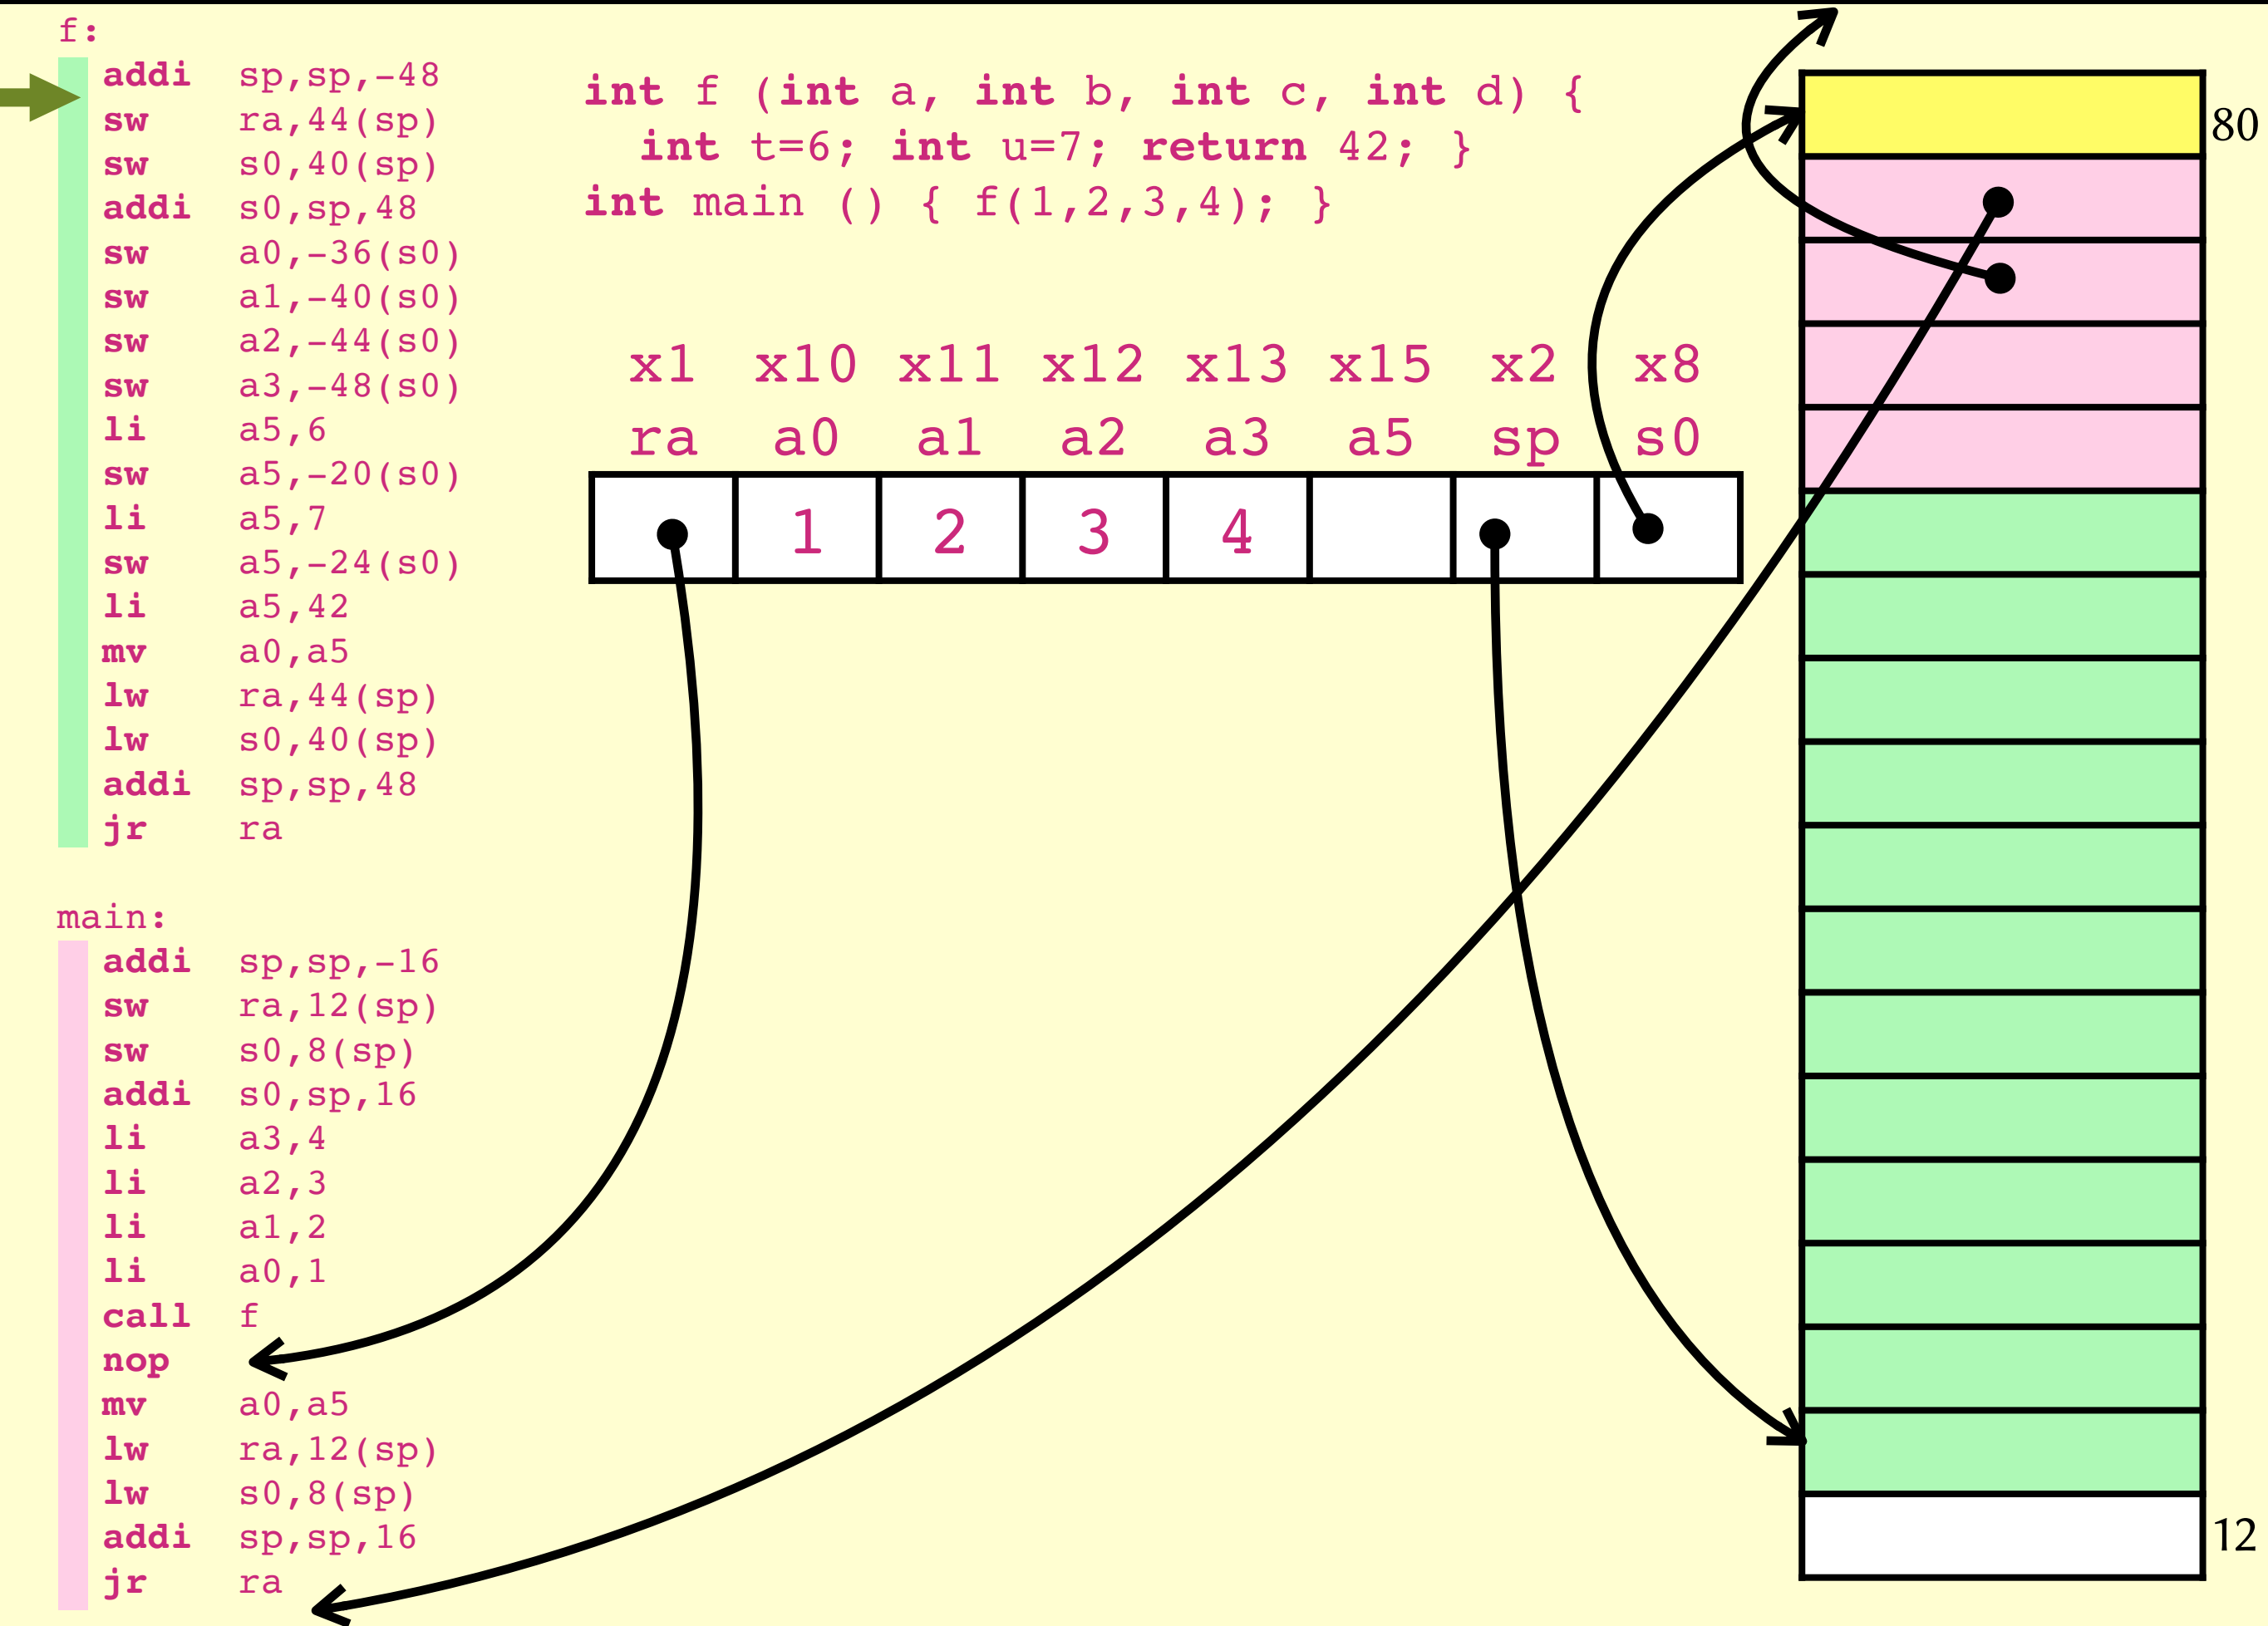 f:
addi sp,sp,-48
sw ra,44(sp)
sw s0,40(sp)
addi s0,sp,48
sw a0,-36(s0)
sw a1,-40(s0)
sw a2,-44(s0)
sw a3,-48(s0)
li a5,6
sw a5,-20(s0)
li a5,7
sw a5,-24(s0)
li a5,42
mv a0,a5
lw ra,44(sp)
lw s0,40(sp)
addi sp,sp,48
jr ra
main:
addi sp,sp,-16
sw ra,12(sp)
sw s0,8(sp)
addi s0,sp,16
li a3,4
li a2,3
li a1,2
li a0,1
call f
nop
mv a0,a5
lw ra,12(sp)
lw s0,8(sp)
addi sp,sp,16
jr ra
int f (int a, int b, int c, int d) {
int t=6; int u=7; return 42; }
int main () { f(1,2,3,4); }
x1 x10 x11 x12 x13 x15 x2 x8
ra a0 a1 a2 a3 a5 sp s0
1 2 3 4
80
12